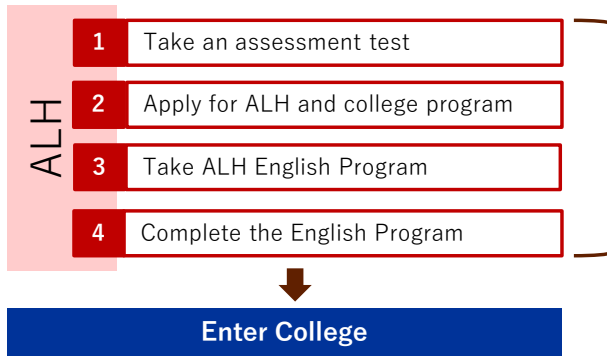 ALH
1 Take an assessment test
2 Apply for ALH and college program
3 Take ALH English Program
4 Complete the English Program
Enter College